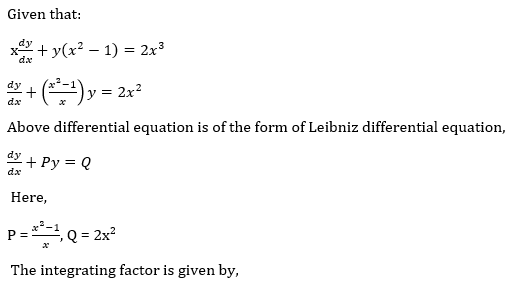 Given that:
x dy/dx + y(x² − 1) = 2x³
dy/dx + ((x²−1)/x) y = 2x²
Above differential equation is of the form of Leibniz differential equation,
dy/dx + Py = Q
Here,
P = (x²−1)/x, Q = 2x²
The integrating factor is given by,